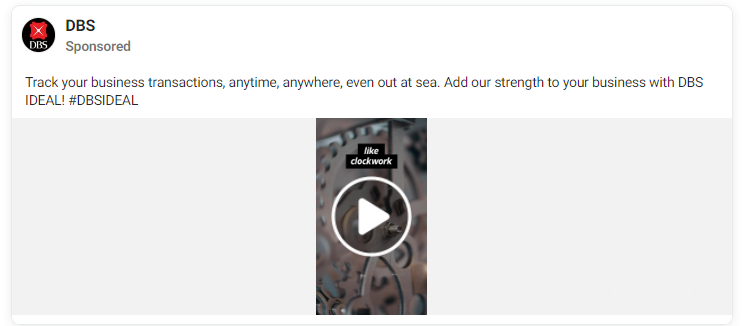 DBS
Sponsored
DBS
Track your business transactions, anytime, anywhere, even out at sea. Add our strength to your business with DBS
IDEAL! #DBSIDEAL
like
clockwork